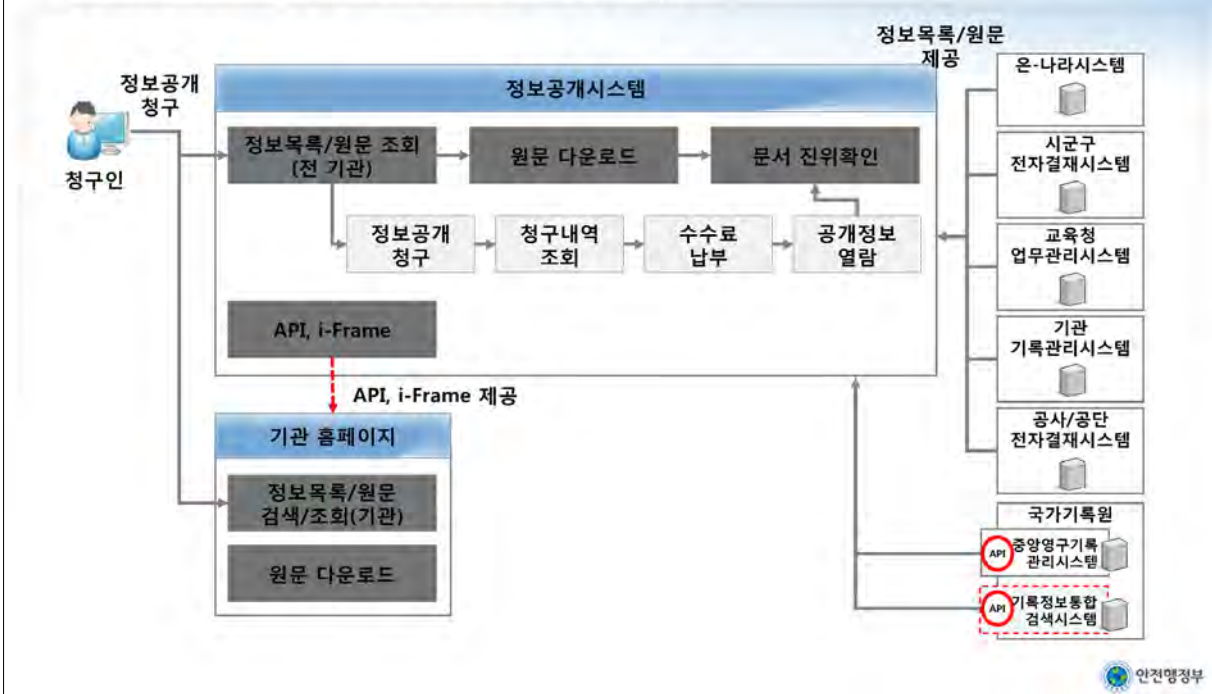 정보공개
청구
청구인
정보공개시스템
정보목록/원문 조회
(전 기관)
원문 다운로드
문서 진위확인
정보공개
청구
청구내역
조회
수수료
납부
공개정보
열람
API, i-Frame
API, i-Frame 제공
기관 홈페이지
정보목록/원문
검색/조회(기관)
원문 다운로드
정보목록/원문
제공
온-나라시스템
시군구
전자결재시스템
교육청
업무관리시스템
기관
기록관리시스템
공사/공단
전자결재시스템
국가기록원
API
중앙영구기록
관리시스템
API
기록정보통합
검색시스템
안전행정부